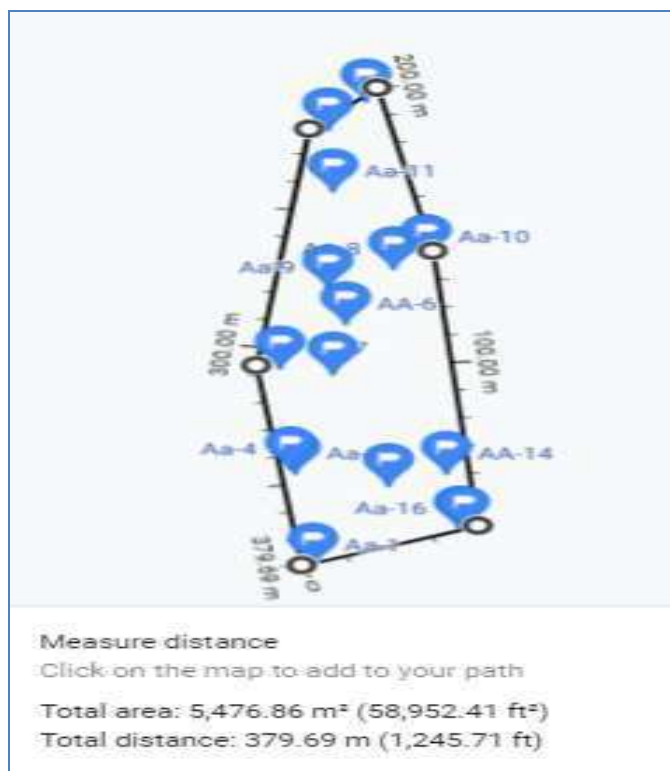 200.00 m
Aa-11
Aa-10
Aa-9
AA-6
300.00 m
100.00 m
Aa-4
Aa-
AA-14
Aa-16
379.69 m
0
Measure distance
Click on the map to add to your path
Total area: 5,476.86 m² (58,952.41 ft²)
Total distance: 379.69 m (1,245.71 ft)